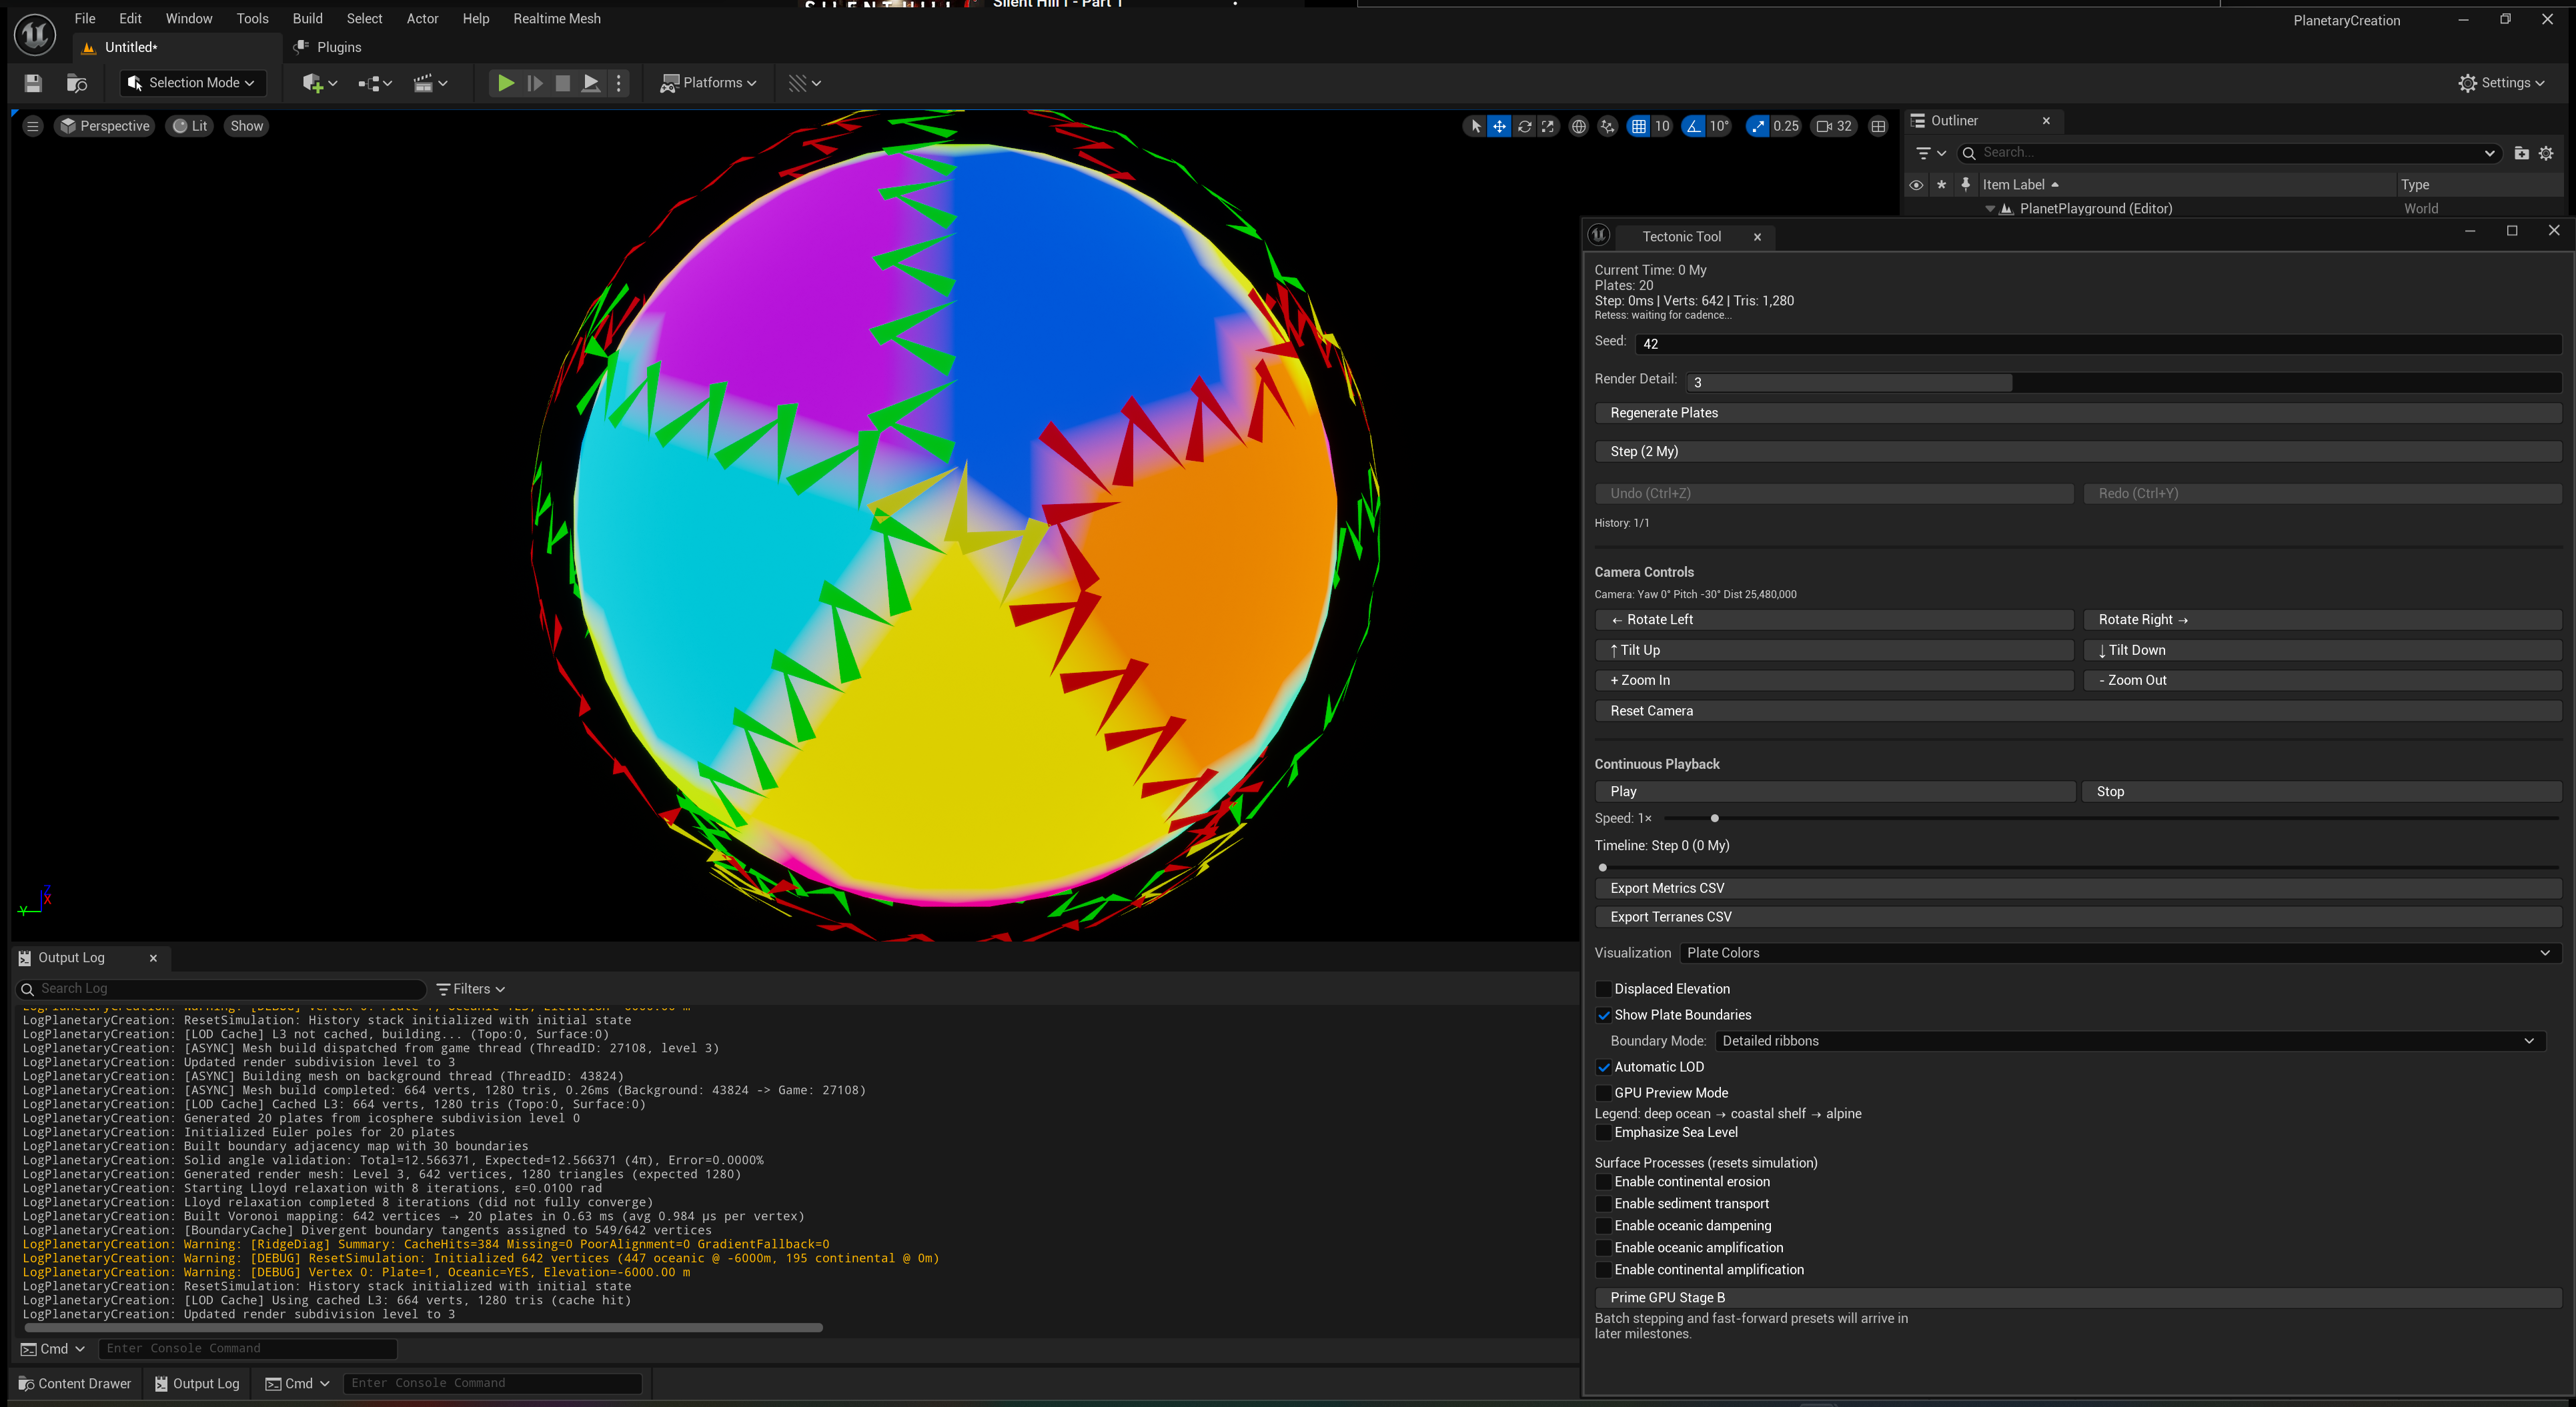 Silent Hill f - Part 1
File Edit Window Tools Build Select Actor Help Realtime Mesh
PlanetaryCreation
Untitled*
Plugins
Selection Mode
Platforms
Settings
Perspective
Lit
Show
10
10°
0.25
32
Outliner
Search...
Item Label
Type
PlanetPlayground (Editor)
World
Tectonic Tool
Current Time: 0 My
Plates: 20
Step: 0ms | Verts: 642 | Tris: 1,280
Retess: waiting for cadence...
Seed: 42
Render Detail: 3
Regenerate Plates
Step (2 My)
Undo (Ctrl+Z)
Redo (Ctrl+Y)
History: 1/1
Camera Controls
Camera: Yaw 0° Pitch -30° Dist 25,480,000
← Rotate Left
Rotate Right →
↑ Tilt Up
↓ Tilt Down
+ Zoom In
- Zoom Out
Reset Camera
Continuous Playback
Play
Stop
Speed: 1×
Timeline: Step 0 (0 My)
Export Metrics CSV
Export Terranes CSV
Visualization Plate Colors
Displaced Elevation
Show Plate Boundaries
Boundary Mode: Detailed ribbons
Automatic LOD
GPU Preview Mode
Legend: deep ocean → coastal shelf → alpine
Emphasize Sea Level
Surface Processes (resets simulation)
Enable continental erosion
Enable sediment transport
Enable oceanic dampening
Enable oceanic amplification
Enable continental amplification
Prime GPU Stage B
Batch stepping and fast-forward presets will arrive in
later milestones.
Z
X
Y
Output Log
Search Log
Filters
LogPlanetaryCreation: Warning: [DEBUG] Vertex 0: Plate=1, Oceanic=YES, Elevation=-6000.00 m
LogPlanetaryCreation: ResetSimulation: History stack initialized with initial state
LogPlanetaryCreation: [LOD Cache] L3 not cached, building... (Topo:0, Surface:0)
LogPlanetaryCreation: [ASYNC] Mesh build dispatched from game thread (ThreadID: 27108, level 3)
LogPlanetaryCreation: Updated render subdivision level to 3
LogPlanetaryCreation: [ASYNC] Building mesh on background thread (ThreadID: 43824)
LogPlanetaryCreation: [ASYNC] Mesh build completed: 664 verts, 1280 tris, 0.26ms (Background: 43824 -> Game: 27108)
LogPlanetaryCreation: [LOD Cache] Cached L3: 664 verts, 1280 tris (Topo:0, Surface:0)
LogPlanetaryCreation: Generated 20 plates from icosphere subdivision level 0
LogPlanetaryCreation: Initialized Euler poles for 20 plates
LogPlanetaryCreation: Built boundary adjacency map with 30 boundaries
LogPlanetaryCreation: Solid angle validation: Total=12.566371, Expected=12.566371 (4π), Error=0.0000%
LogPlanetaryCreation: Generated render mesh: Level 3, 642 vertices, 1280 triangles (expected 1280)
LogPlanetaryCreation: Starting Lloyd relaxation with 8 iterations, ε=0.0100 rad
LogPlanetaryCreation: Lloyd relaxation completed 8 iterations (did not fully converge)
LogPlanetaryCreation: Built Voronoi mapping: 642 vertices → 20 plates in 0.63 ms (avg 0.984 μs per vertex)
LogPlanetaryCreation: [BoundaryCache] Divergent boundary tangents assigned to 549/642 vertices
LogPlanetaryCreation: Warning: [RidgeDiag] Summary: CacheHits=384 Missing=0 PoorAlignment=0 GradientFallback=0
LogPlanetaryCreation: Warning: [DEBUG] ResetSimulation: Initialized 642 vertices (447 oceanic @ -6000m, 195 continental @ 0m)
LogPlanetaryCreation: Warning: [DEBUG] Vertex 0: Plate=1, Oceanic=YES, Elevation=-6000.00 m
LogPlanetaryCreation: ResetSimulation: History stack initialized with initial state
LogPlanetaryCreation: [LOD Cache] Using cached L3: 664 verts, 1280 tris (cache hit)
LogPlanetaryCreation: Updated render subdivision level to 3
Cmd
Enter Console Command
Content Drawer
Output Log
Cmd
Enter Console Command